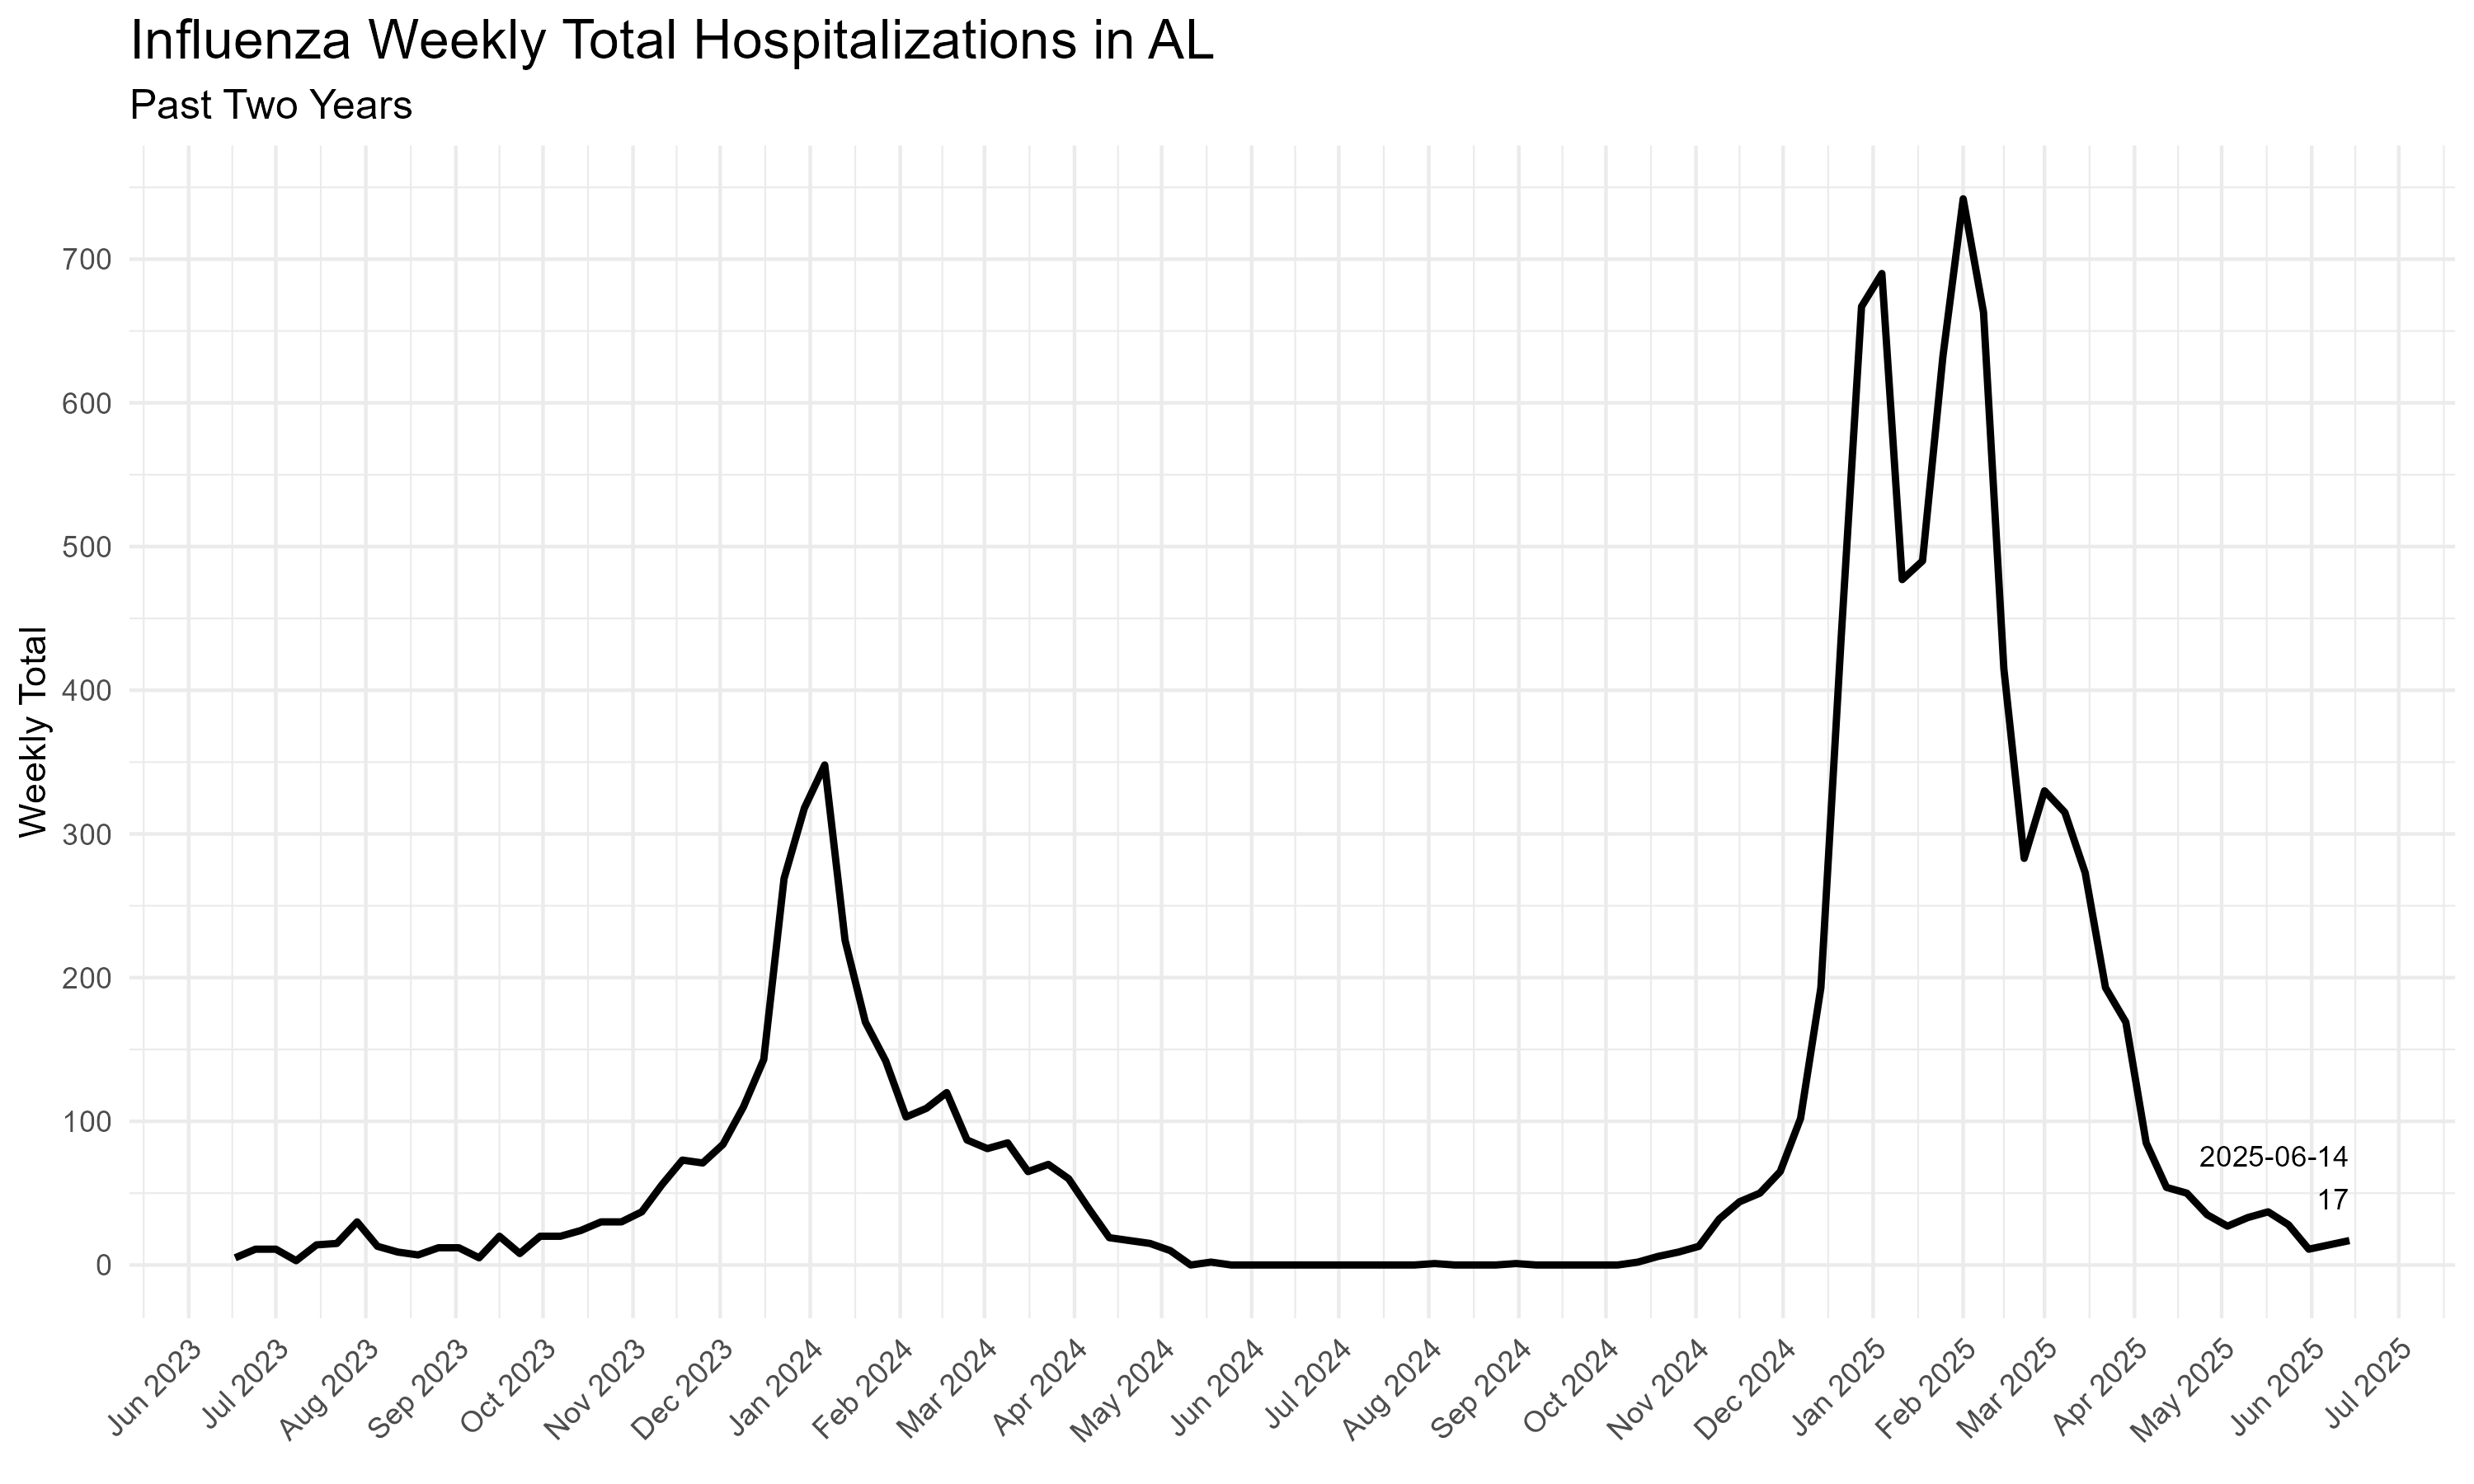 Influenza Weekly Total Hospitalizations in AL
Past Two Years
Weekly Total
700
600
500
400
300
200
100
0
2025-06-14
17
Jun 2023
Jul 2023
Aug 2023
Sep 2023
Oct 2023
Nov 2023
Dec 2023
Jan 2024
Feb 2024
Mar 2024
Apr 2024
May 2024
Jun 2024
Jul 2024
Aug 2024
Sep 2024
Oct 2024
Nov 2024
Dec 2024
Jan 2025
Feb 2025
Mar 2025
Apr 2025
May 2025
Jun 2025
Jul 2025